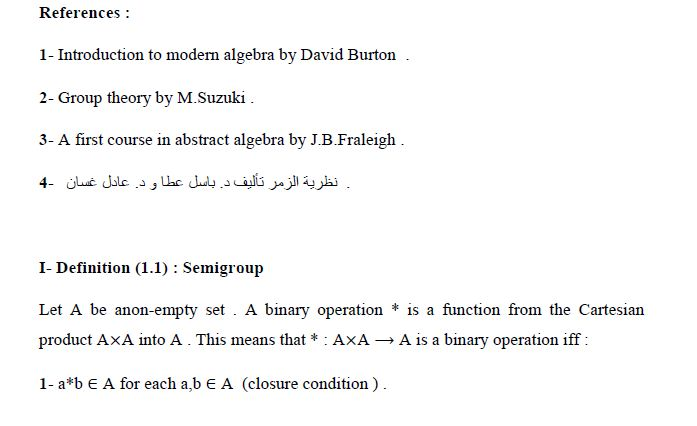 References :
1- Introduction to modern algebra by David Burton .
2- Group theory by M.Suzuki .
3- A first course in abstract algebra by J.B.Fraleigh .
4- نظرية الزمر تأليف د. باسل عطا و د. عادل غسان .
I- Definition (1.1) : Semigroup
Let A be anon-empty set . A binary operation * is a function from the Cartesian
product A×A into A . This means that * : A×A ⟶ A is a binary operation iff :
1- a*b ∈ A for each a,b ∈ A (closure condition ) .